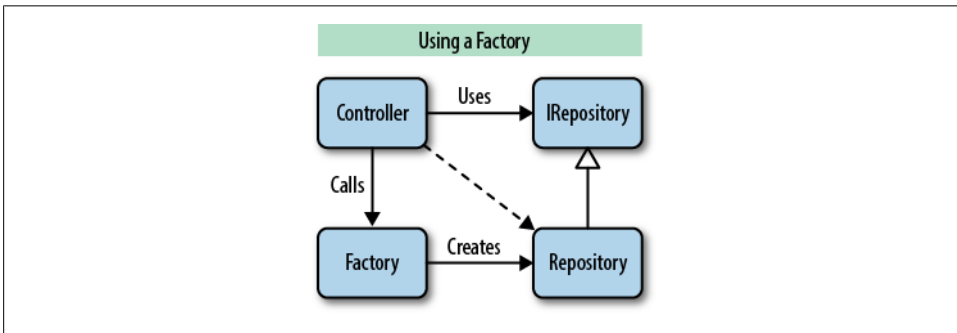 Using a Factory
Controller
Uses
IRepository
Calls
Factory
Creates
Repository